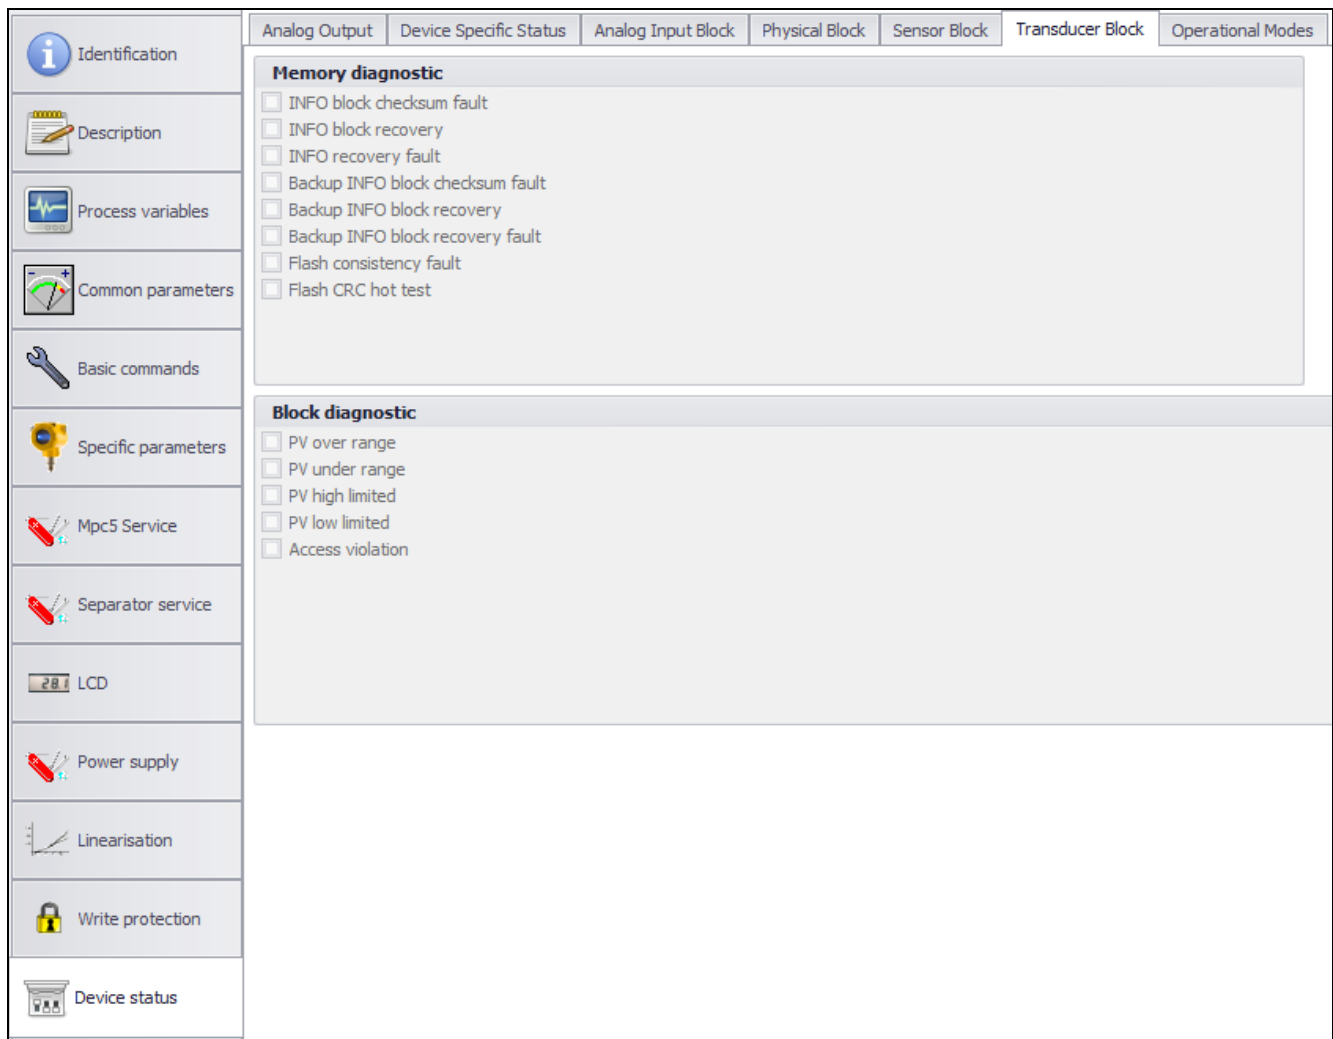 Identification
Description
Process variables
Common parameters
Basic commands
Specific parameters
Mpc5 Service
Separator service
28.1 LCD
Power supply
Linearisation
Write protection
Device status
Analog Output Device Specific Status Analog Input Block Physical Block Sensor Block Transducer Block Operational Modes
Memory diagnostic
INFO block checksum fault
INFO block recovery
INFO recovery fault
Backup INFO block checksum fault
Backup INFO block recovery
Backup INFO block recovery fault
Flash consistency fault
Flash CRC hot test
Block diagnostic
PV over range
PV under range
PV high limited
PV low limited
Access violation